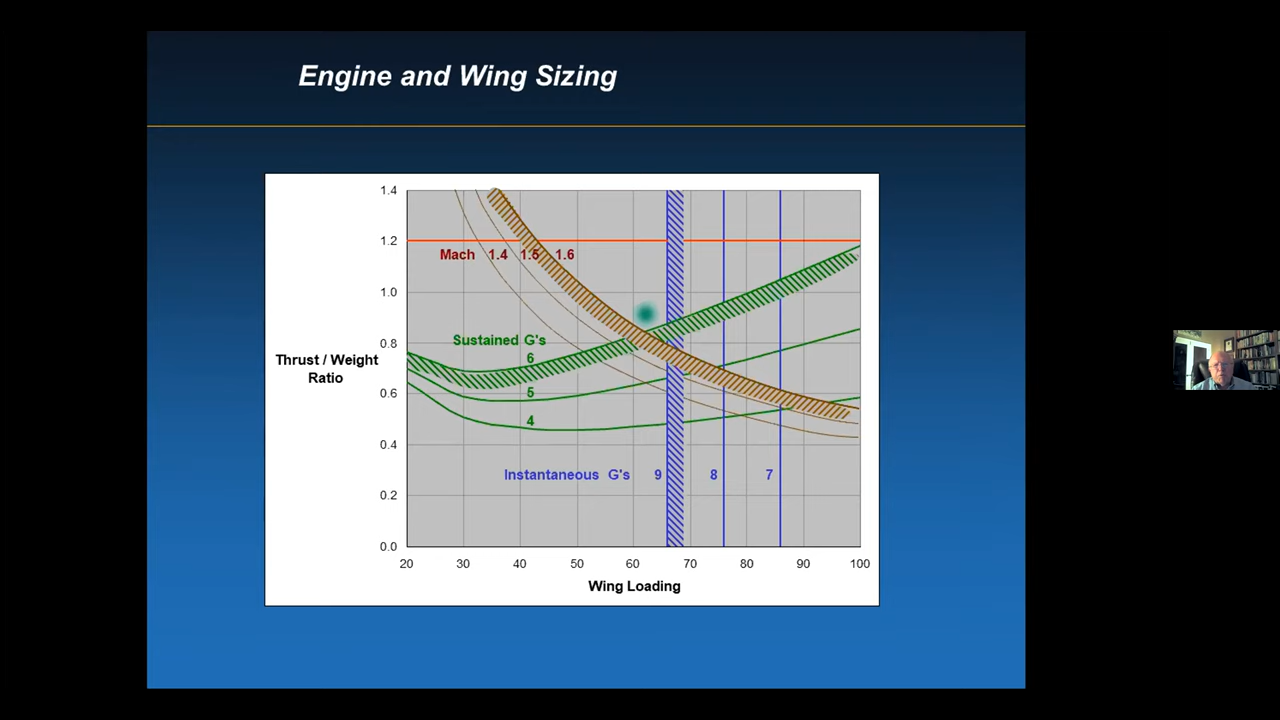 Engine and Wing Sizing
1.4
1.2
Mach 1.4 1.5 1.6
1.0
0.8
Sustained G's
6
Thrust / Weight
Ratio
0.6
5
4
0.4
Instantaneous G's 9 8 7
0.2
0.0
20 30 40 50 60 70 80 90 100
Wing Loading